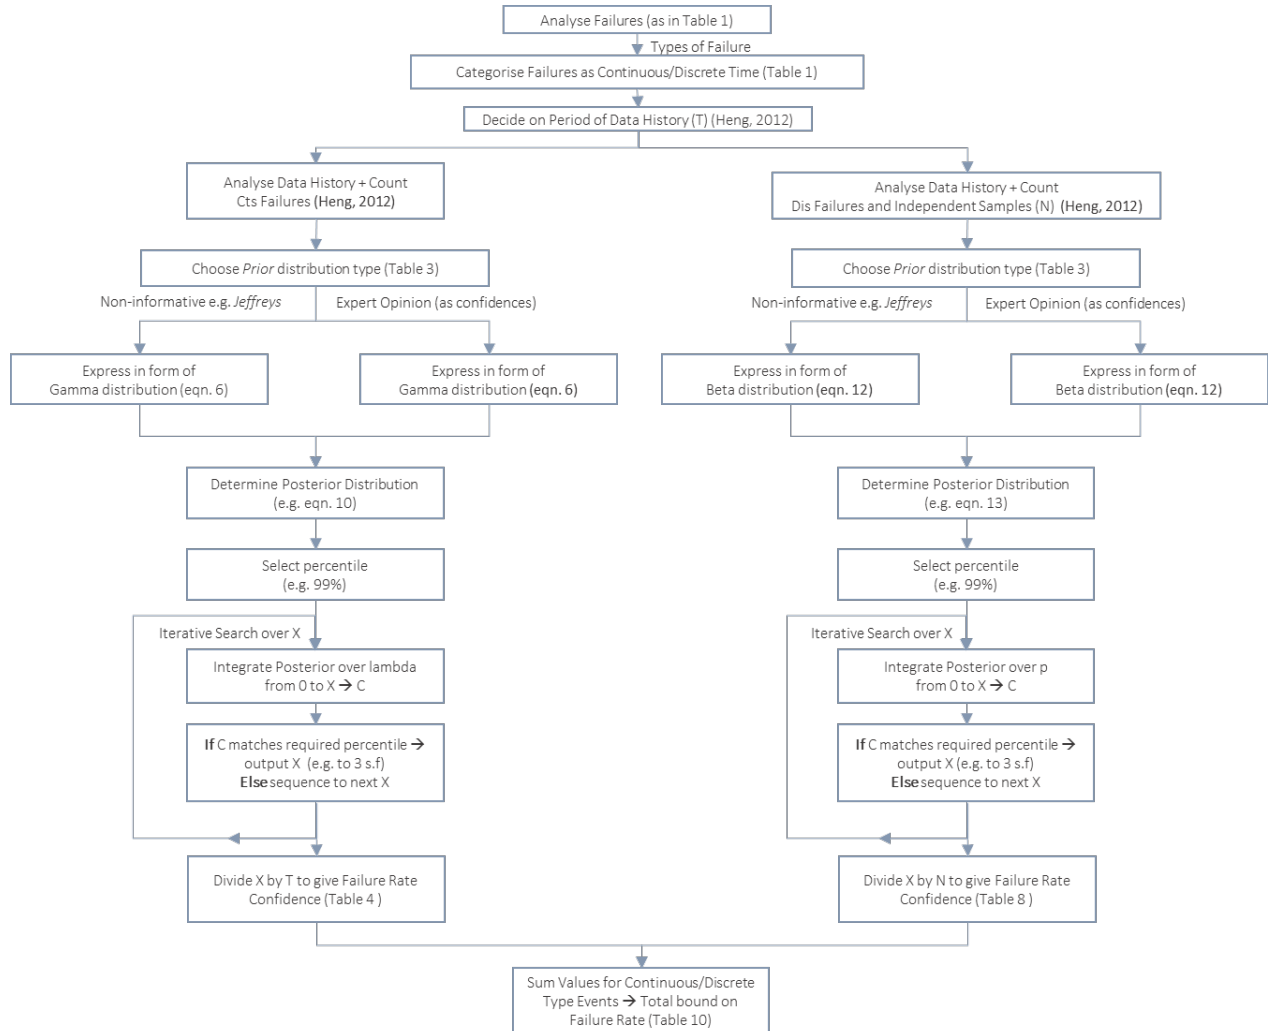 Analyse Failures (as in Table 1)
Types of Failure
Categorise Failures as Continuous/Discrete Time (Table 1)
Decide on Period of Data History (T) (Heng, 2012)
Analyse Data History + Count
Cts Failures (Heng, 2012)
Choose Prior distribution type (Table 3)
Non-informative e.g. Jeffreys
Expert Opinion (as confidences)
Express in form of
Gamma distribution (eqn. 6)
Express in form of
Gamma distribution (eqn. 6)
Determine Posterior Distribution
(e.g. eqn. 10)
Select percentile
(e.g. 99%)
Iterative Search over X
Integrate Posterior over lambda
from 0 to X → C
If C matches required percentile →
output X (e.g. to 3 s.f)
Else sequence to next X
Divide X by T to give Failure Rate
Confidence (Table 4 )
Analyse Data History + Count
Dis Failures and Independent Samples (N) (Heng, 2012)
Choose Prior distribution type (Table 3)
Non-informative e.g. Jeffreys
Expert Opinion (as confidences)
Express in form of
Beta distribution (eqn. 12)
Express in form of
Beta distribution (eqn. 12)
Determine Posterior Distribution
(e.g. eqn. 13)
Select percentile
(e.g. 99%)
Iterative Search over X
Integrate Posterior over p
from 0 to X → C
If C matches required percentile →
output X (e.g. to 3 s.f)
Else sequence to next X
Divide X by N to give Failure Rate
Confidence (Table 8 )
Sum Values for Continuous/Discrete
Type Events → Total bound on
Failure Rate (Table 10)